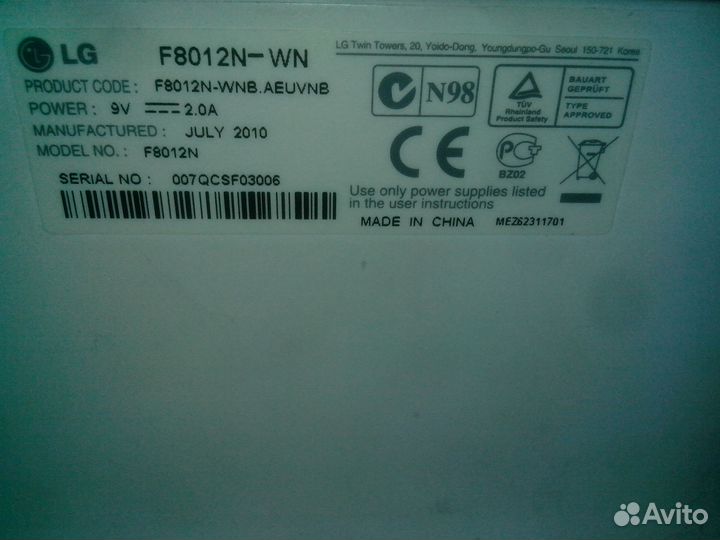 LG F8012N-WN
LG Twin Towers, 20, Yoido-Dong, Youngdungpo-Gu Seoul 150-721 Korea
PRODUCT CODE : F8012N-WNB.AEUVNB
POWER : 9V 2.0A
MANUFACTURED : JULY 2010
MODEL NO. : F8012N
SERIAL NO : 007QCSF03006
N98
TÜV
Rheinland
Product Safety
BAUART
GEPRÜFT
TYPE
APPROVED
CE
BZ02
Use only power supplies listed
in the user instructions
MADE IN CHINA MEZ62311701
Avito